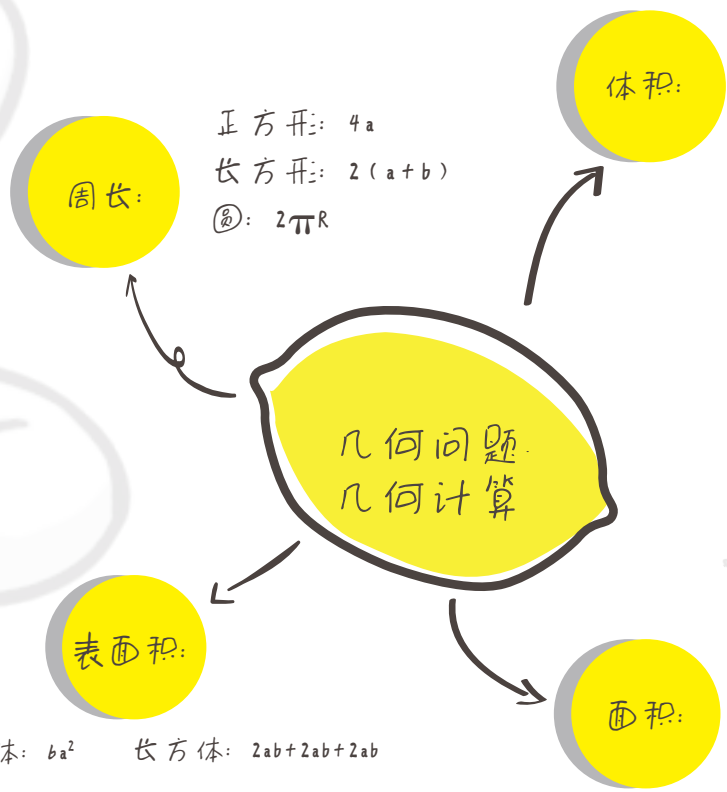 体积：
正方形：4a
周长：
长方形：2（a+b）
圆：2πR
几何问题
几何计算
表面积：
面积：
体：6a²
长方体：2ab+2ab+2ab